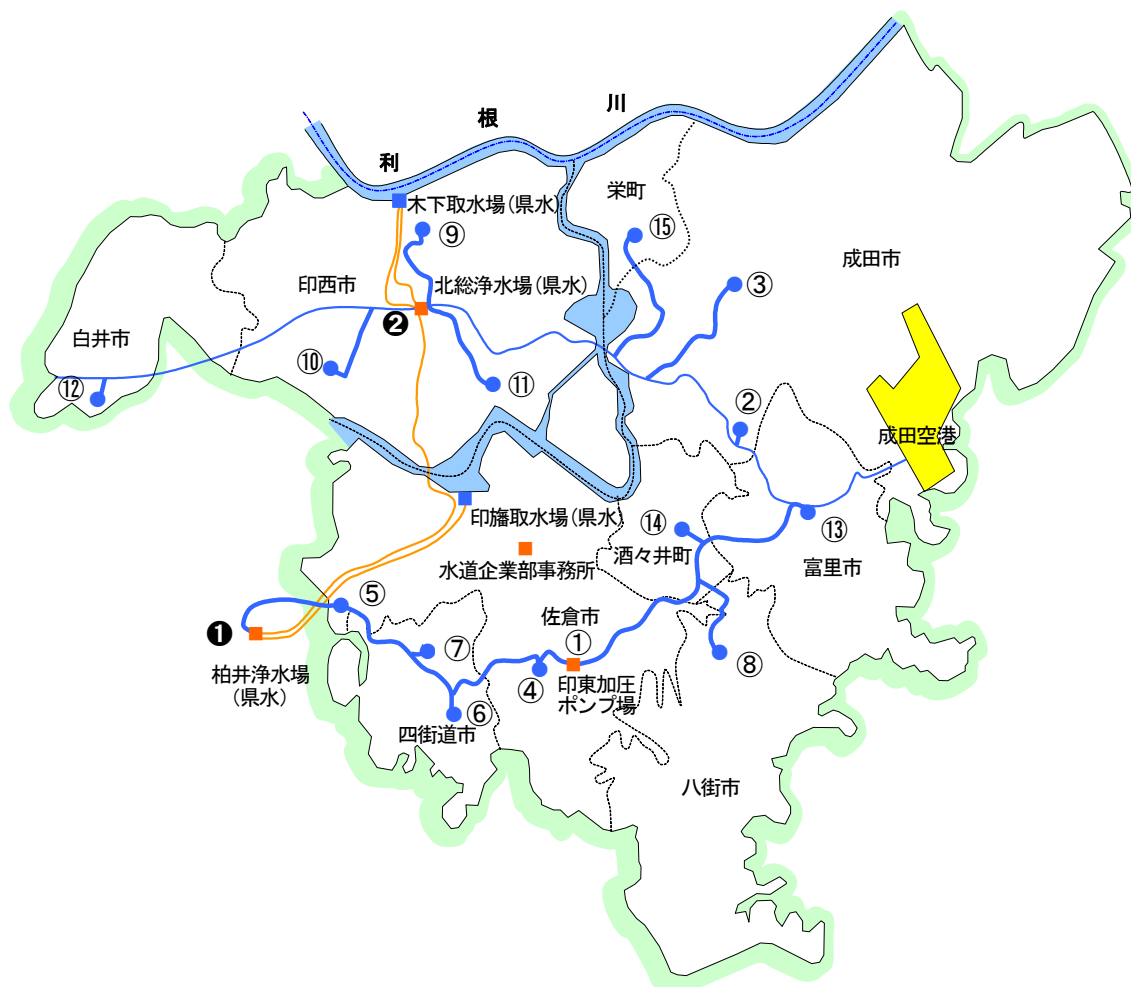 川
根
利
栄町
木下取水場(県水)
⑨
⑮
成田市
印西市
北総浄水場(県水)
③
❷
白井市
⑩
⑪
⑫
②
成田空港
印旛取水場(県水)
⑭
⑬
酒々井町
富里市
水道企業部事務所
⑤
佐倉市
❶
①
⑦
⑧
柏井浄水場
(県水)
④
印東加圧
ポンプ場
⑥
四街道市
八街市